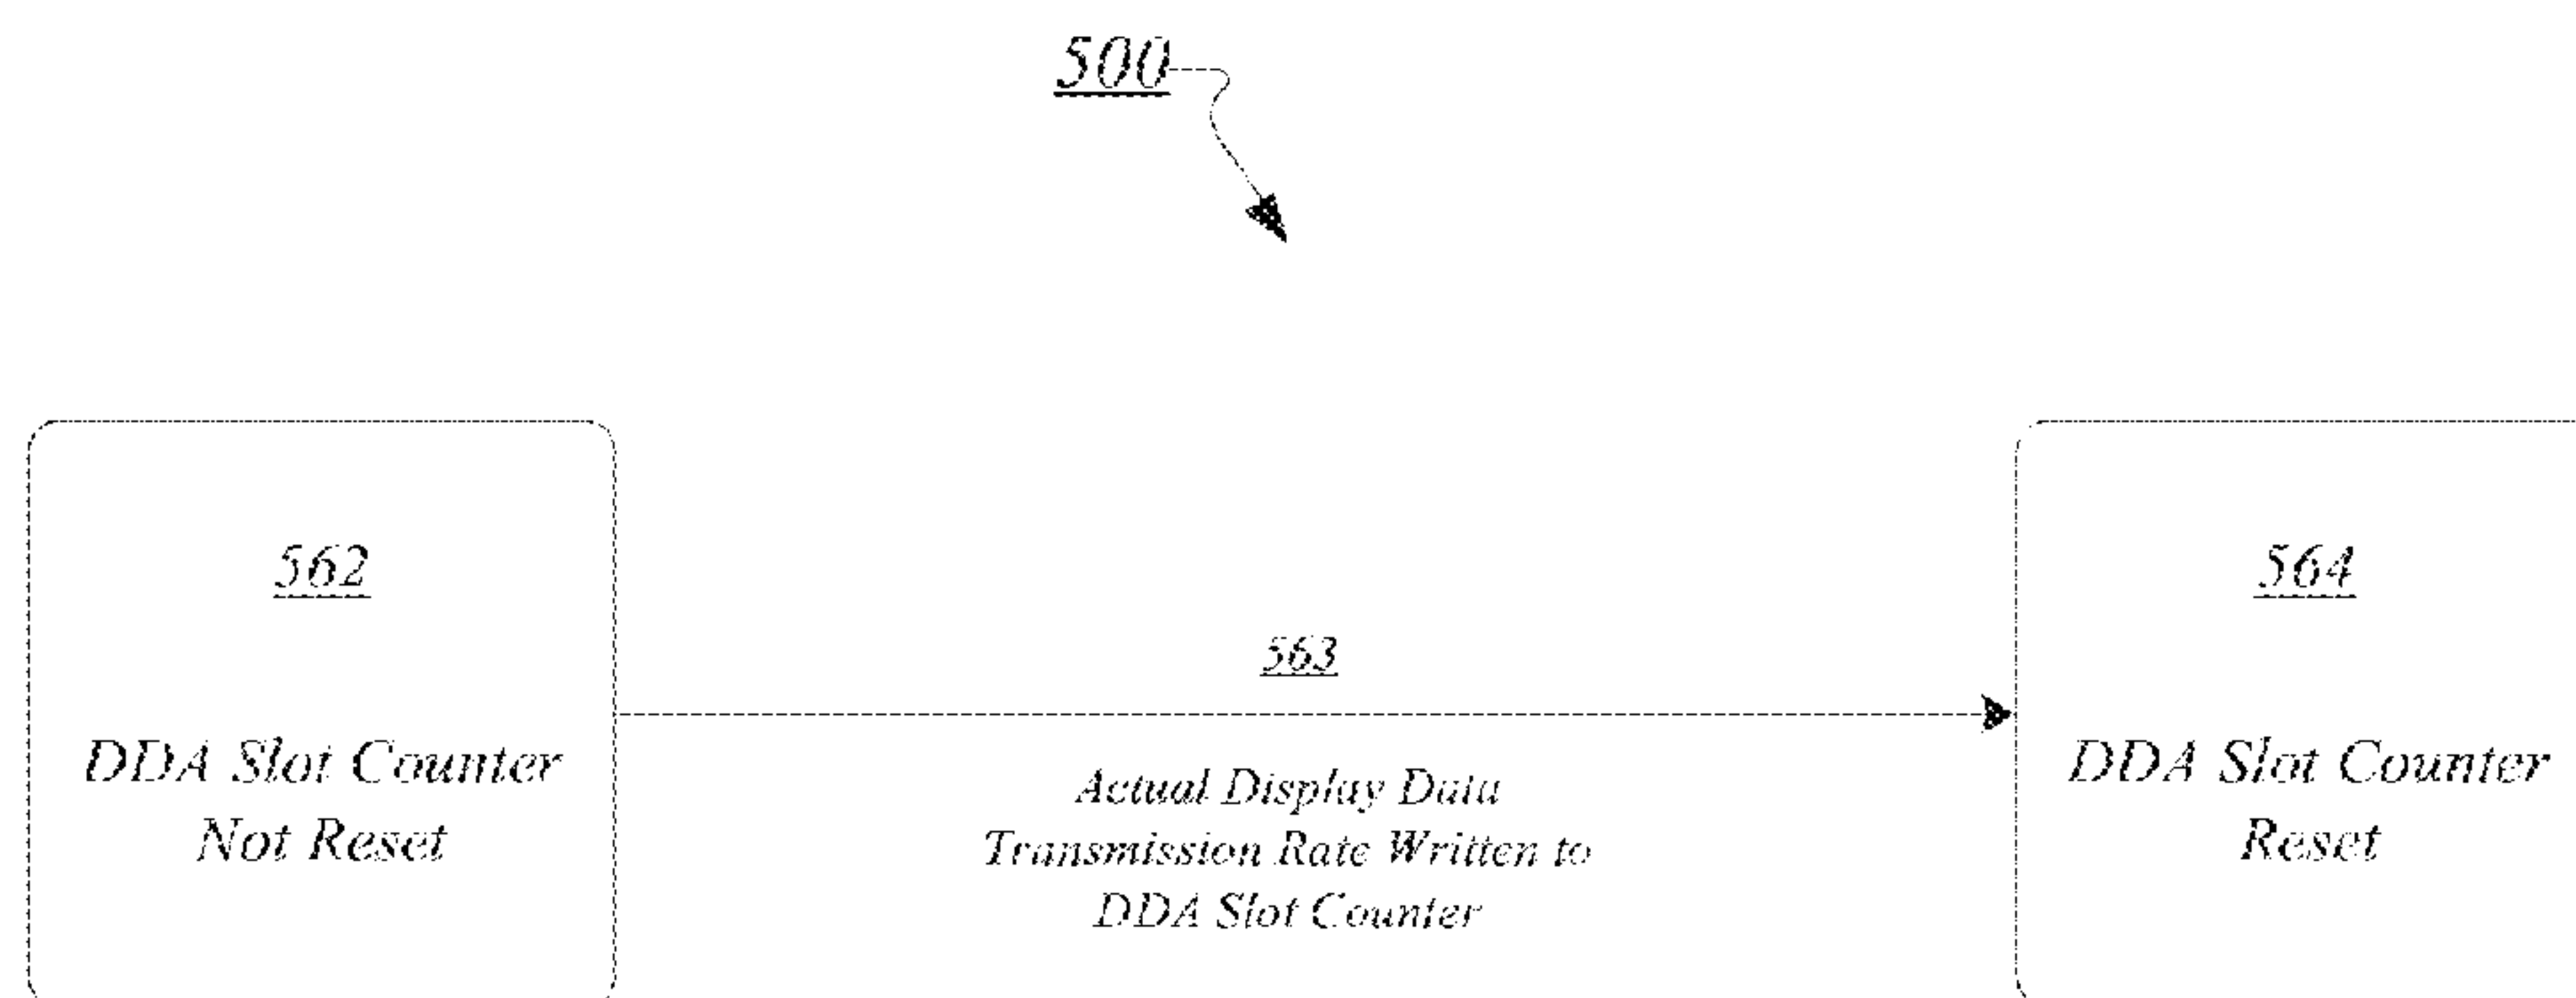 500
562
DDA Slot Counter
Not Reset
563
Actual Display Data
Transmission Rate Written to
DDA Slot Counter
564
DDA Slot Counter
Reset